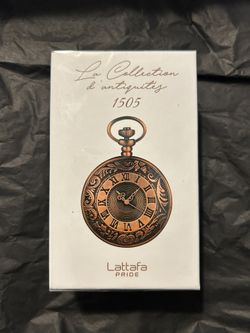 La Collection
d'antiquités
1505
Lattafa
PRIDE